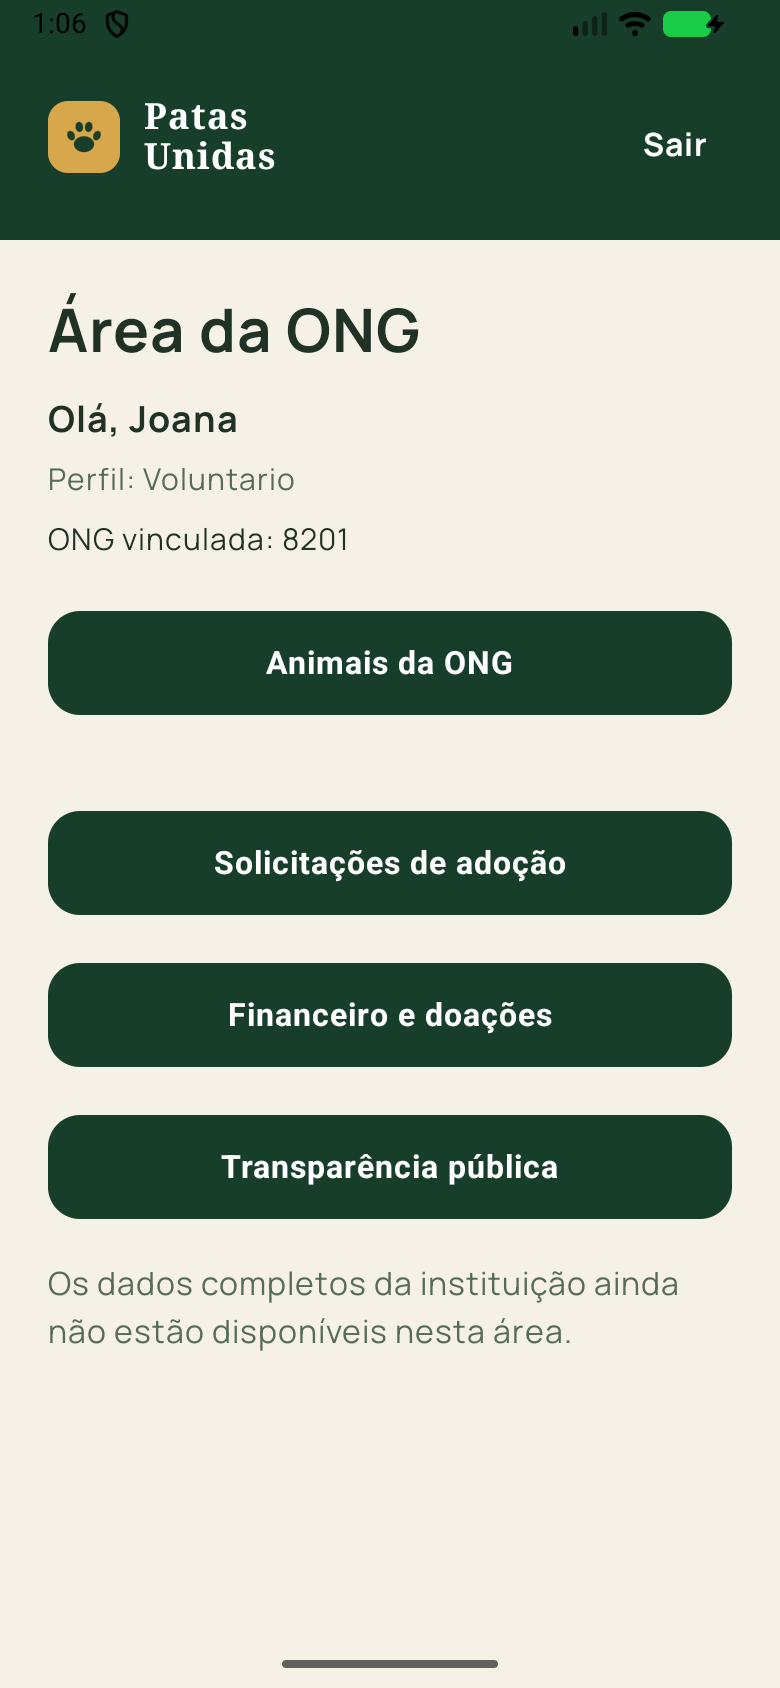 1:06
Patas
Unidas
Sair
Área da ONG
Olá, Joana
Perfil: Voluntario
ONG vinculada: 8201
Animais da ONG
Solicitações de adoção
Financeiro e doações
Transparência pública
Os dados completos da instituição ainda
não estão disponíveis nesta área.